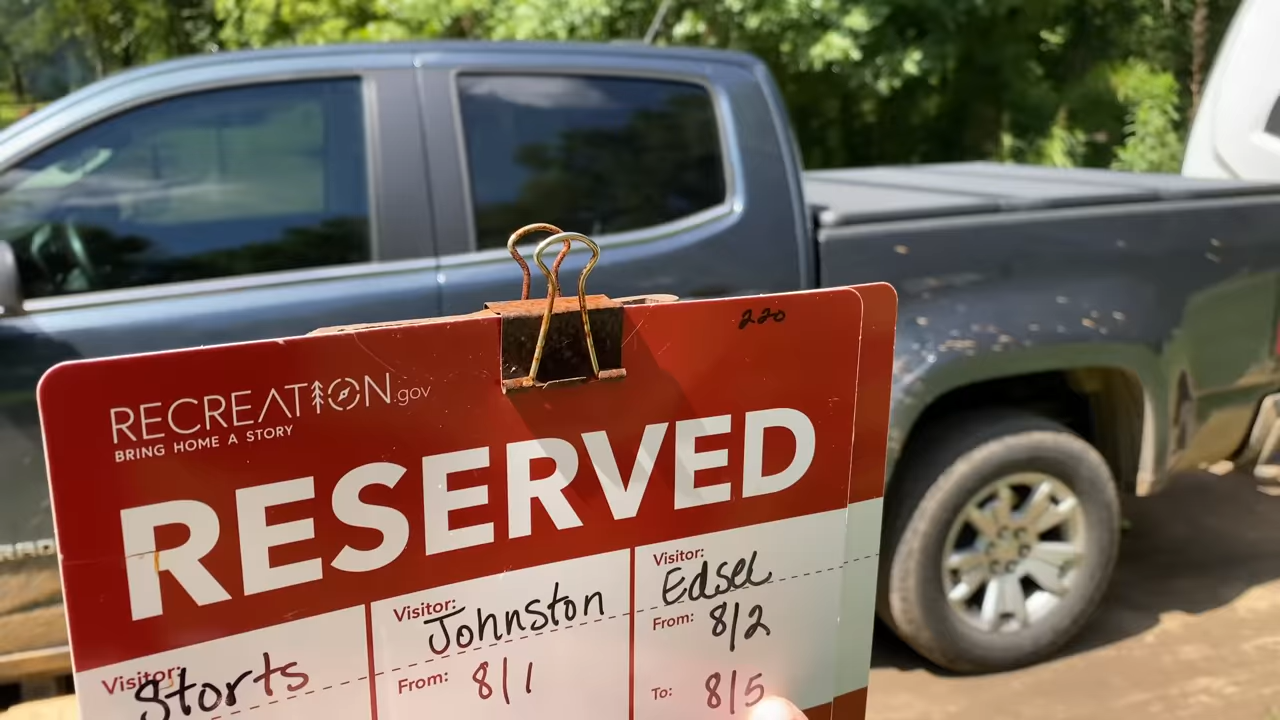 220
RECREATION.gov
BRING HOME A STORY
RESERVED
Visitor: Storts
Visitor: Johnston
From: 8/1
Visitor: Edsel
From: 8/2
To: 8/5